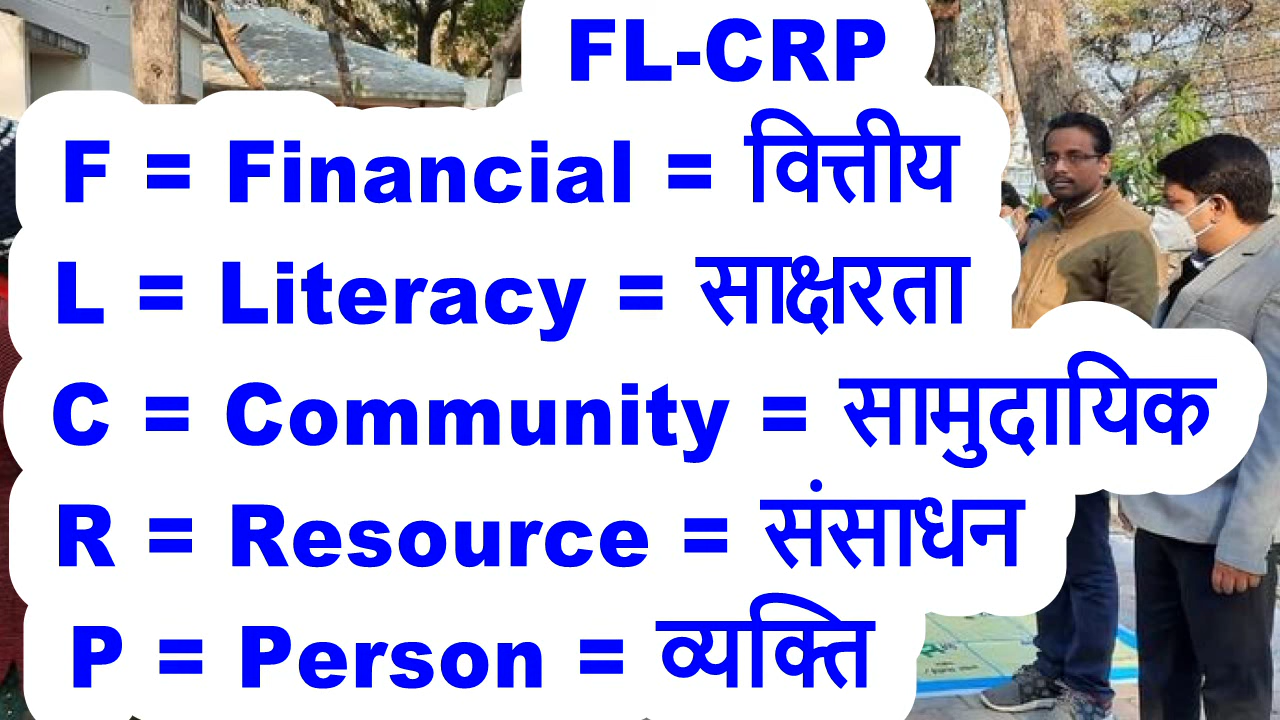 FL-CRP
F = Financial = वित्तीय
L = Literacy = साक्षरता
C = Community = सामुदायिक
R = Resource = संसाधन
P = Person = व्यक्ति